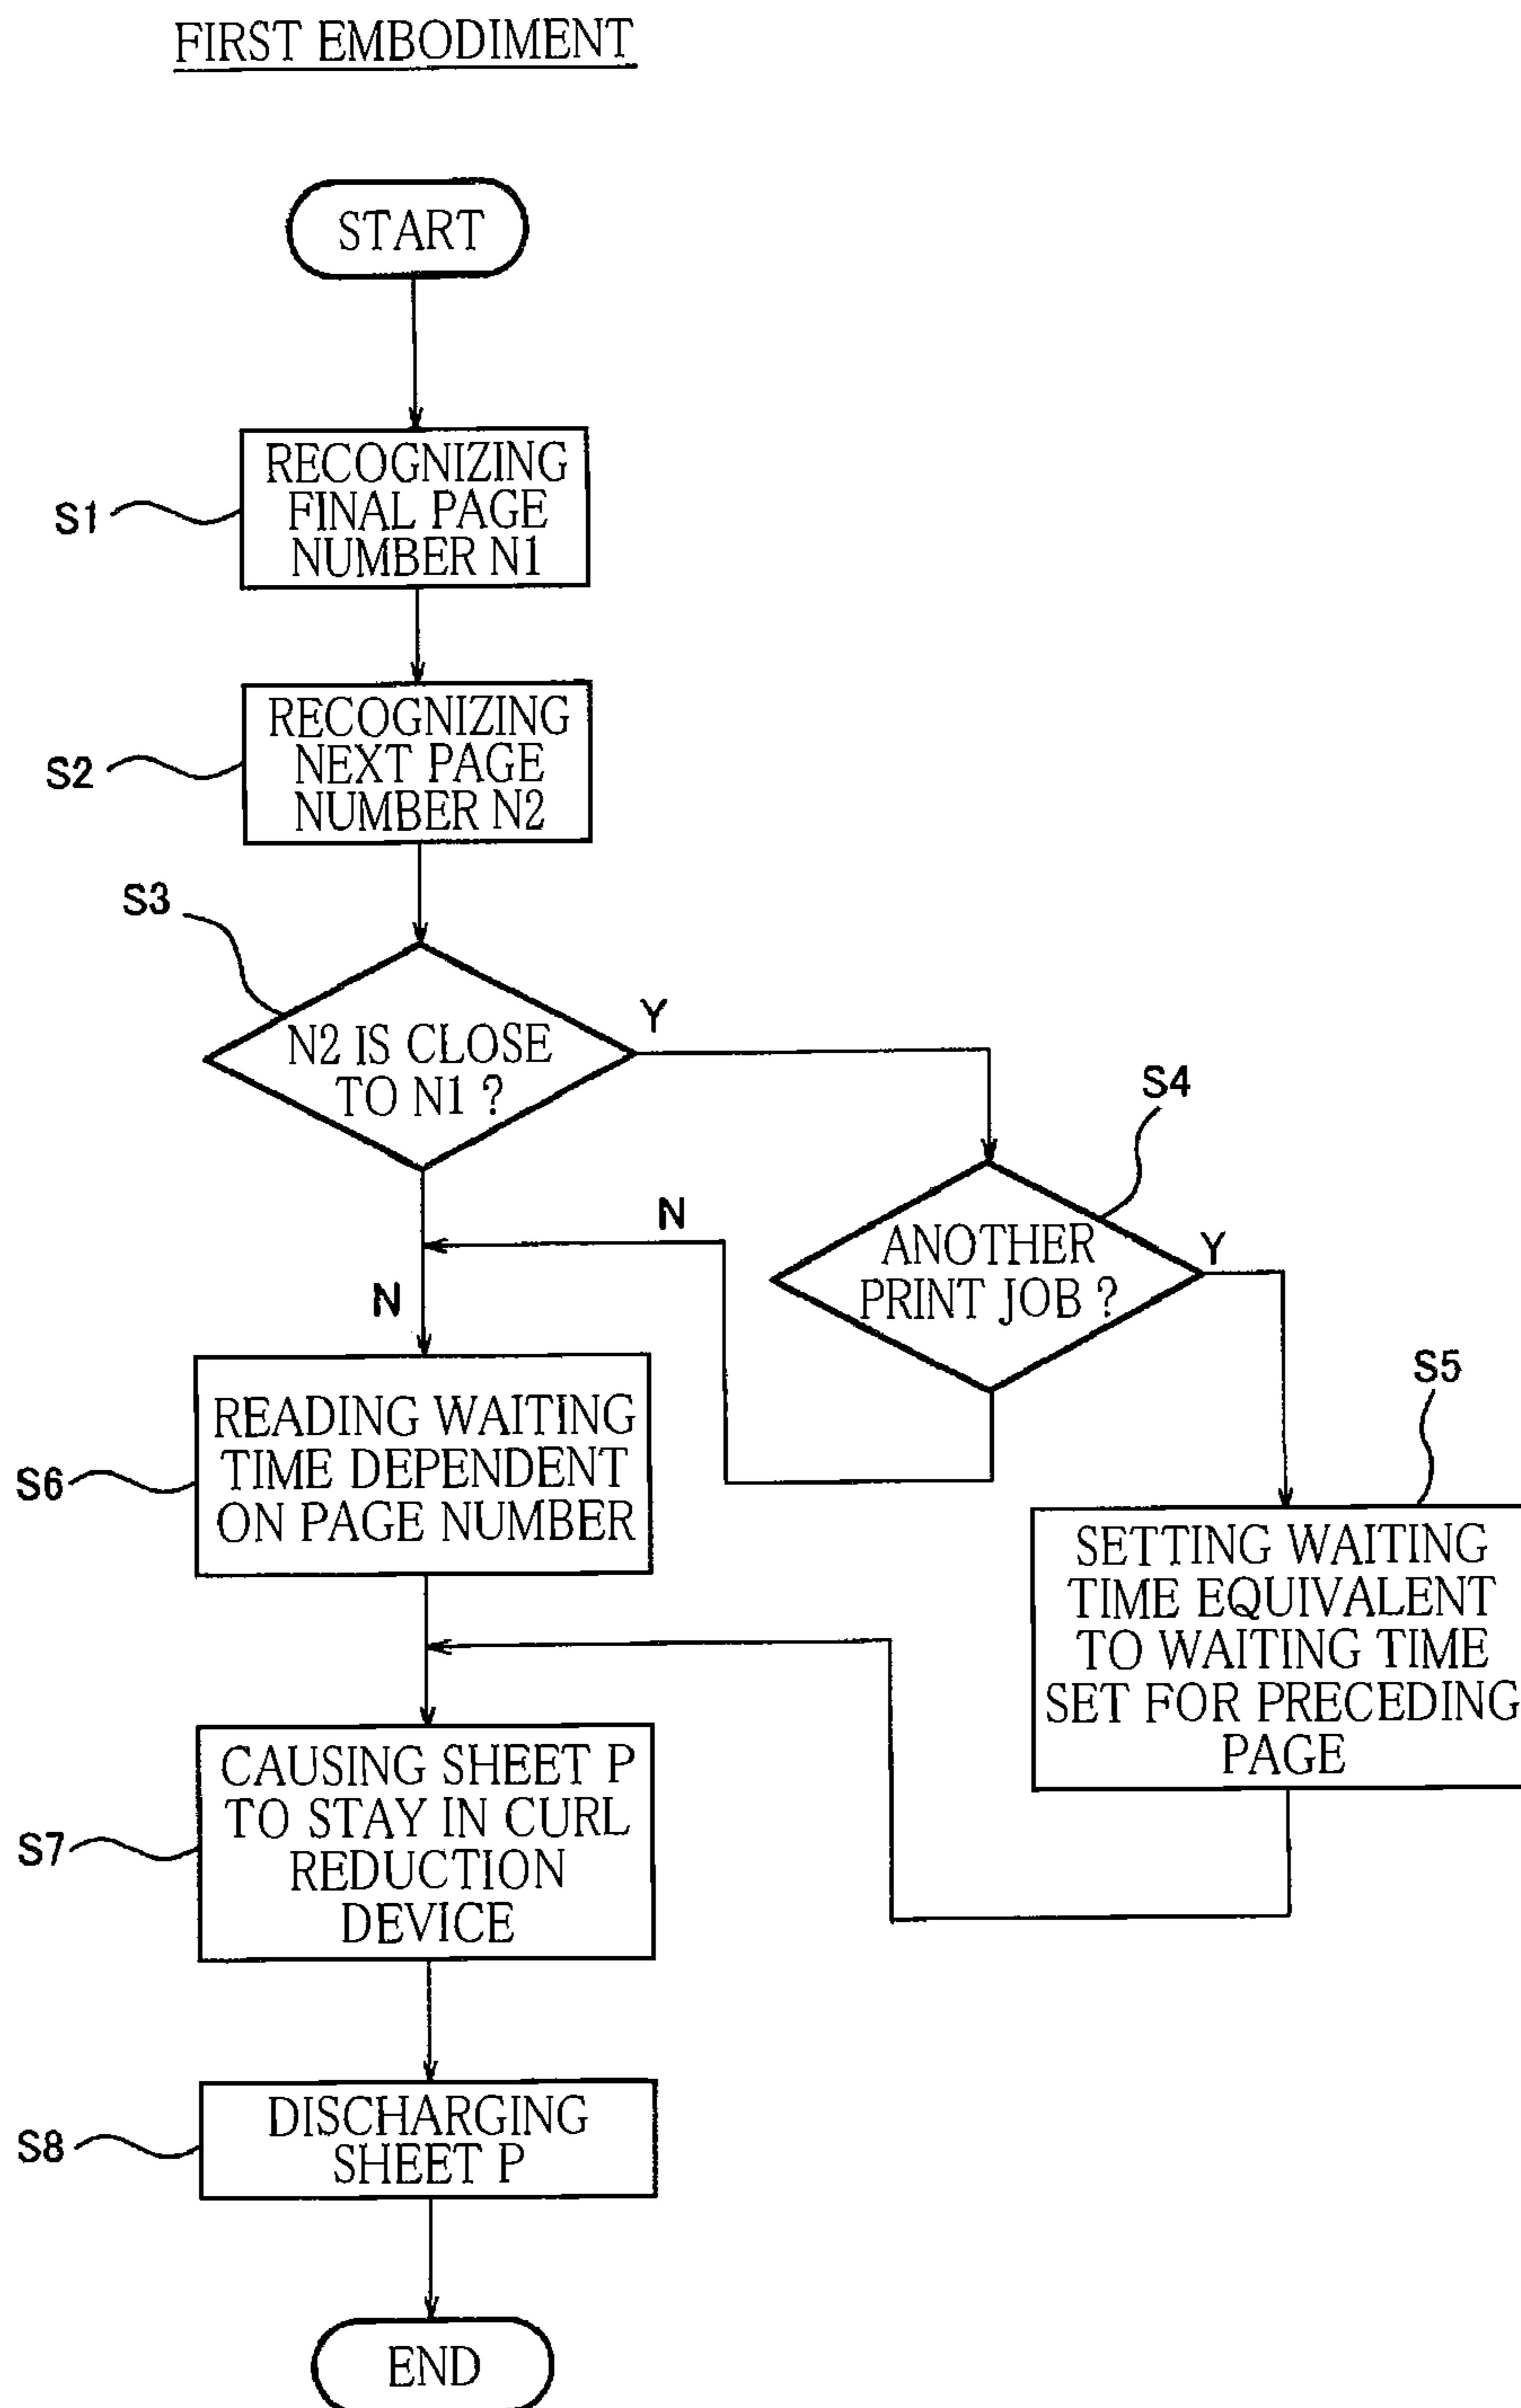 FIRST EMBODIMENT
START
S1
RECOGNIZING
FINAL PAGE
NUMBER N1
S2
RECOGNIZING
NEXT PAGE
NUMBER N2
S3
N2 IS CLOSE
TO N1 ?
Y
S4
ANOTHER
PRINT JOB ?
N
Y
N
S5
SETTING WAITING
TIME EQUIVALENT
TO WAITING TIME
SET FOR PRECEDING
PAGE
S6
READING WAITING
TIME DEPENDENT
ON PAGE NUMBER
S7
CAUSING SHEET P
TO STAY IN CURL
REDUCTION
DEVICE
S8
DISCHARGING
SHEET P
END